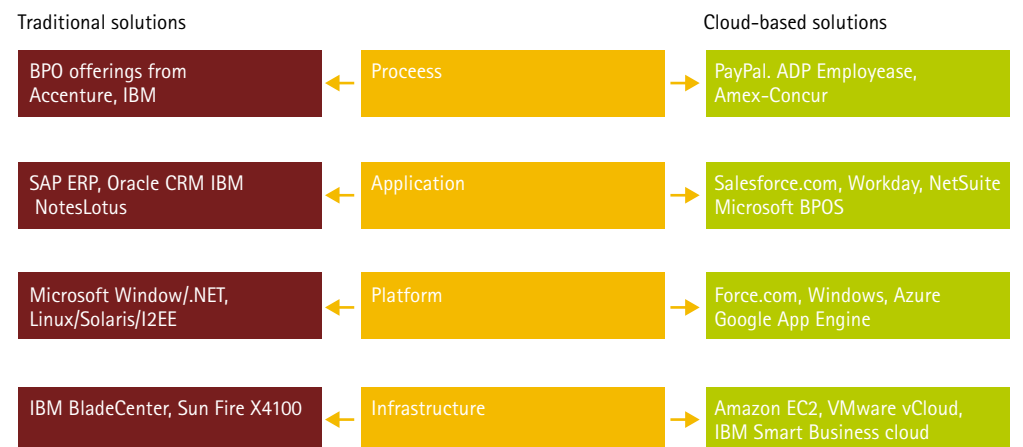 Traditional solutions
Cloud-based solutions
BPO offerings from
Accenture, IBM
Proceess
PayPal. ADP Employease,
Amex-Concur
SAP ERP, Oracle CRM IBM
NotesLotus
Application
Salesforce.com, Workday, NetSuite
Microsoft BPOS
Microsoft Window/.NET,
Linux/Solaris/I2EE
Platform
Force.com, Windows, Azure
Google App Engine
IBM BladeCenter, Sun Fire X4100
Infrastructure
Amazon EC2, VMware vCloud,
IBM Smart Business cloud